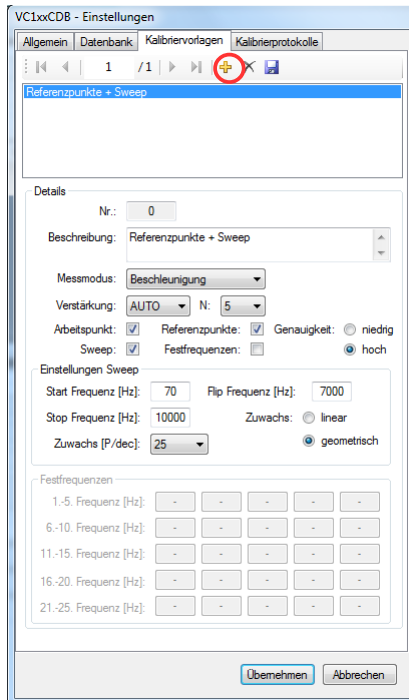 VC1xxCDB - Einstellungen
Allgemein Datenbank Kalibriervorlagen Kalibrierprotokolle
1 /1
Referenzpunkte + Sweep
Details
Nr.: 0
Beschreibung: Referenzpunkte + Sweep
Messmodus: Beschleunigung
Verstärkung: AUTO N: 5
Arbeitspunkt: Referenzpunkte: Genauigkeit: niedrig
Sweep: Festfrequenzen: hoch
Einstellungen Sweep
Start Frequenz [Hz]: 70 Flip Frequenz [Hz]: 7000
Stop Frequenz [Hz]: 10000 Zuwachs: linear
Zuwachs [P/dec]: 25 geometrisch
Festfrequenzen
1.-5. Frequenz [Hz]: - - - - -
6.-10. Frequenz [Hz]: - - - - -
11.-15. Frequenz [Hz]: - - - - -
16.-20. Frequenz [Hz]: - - - - -
21.-25. Frequenz [Hz]: - - - - -
Übernehmen Abbrechen